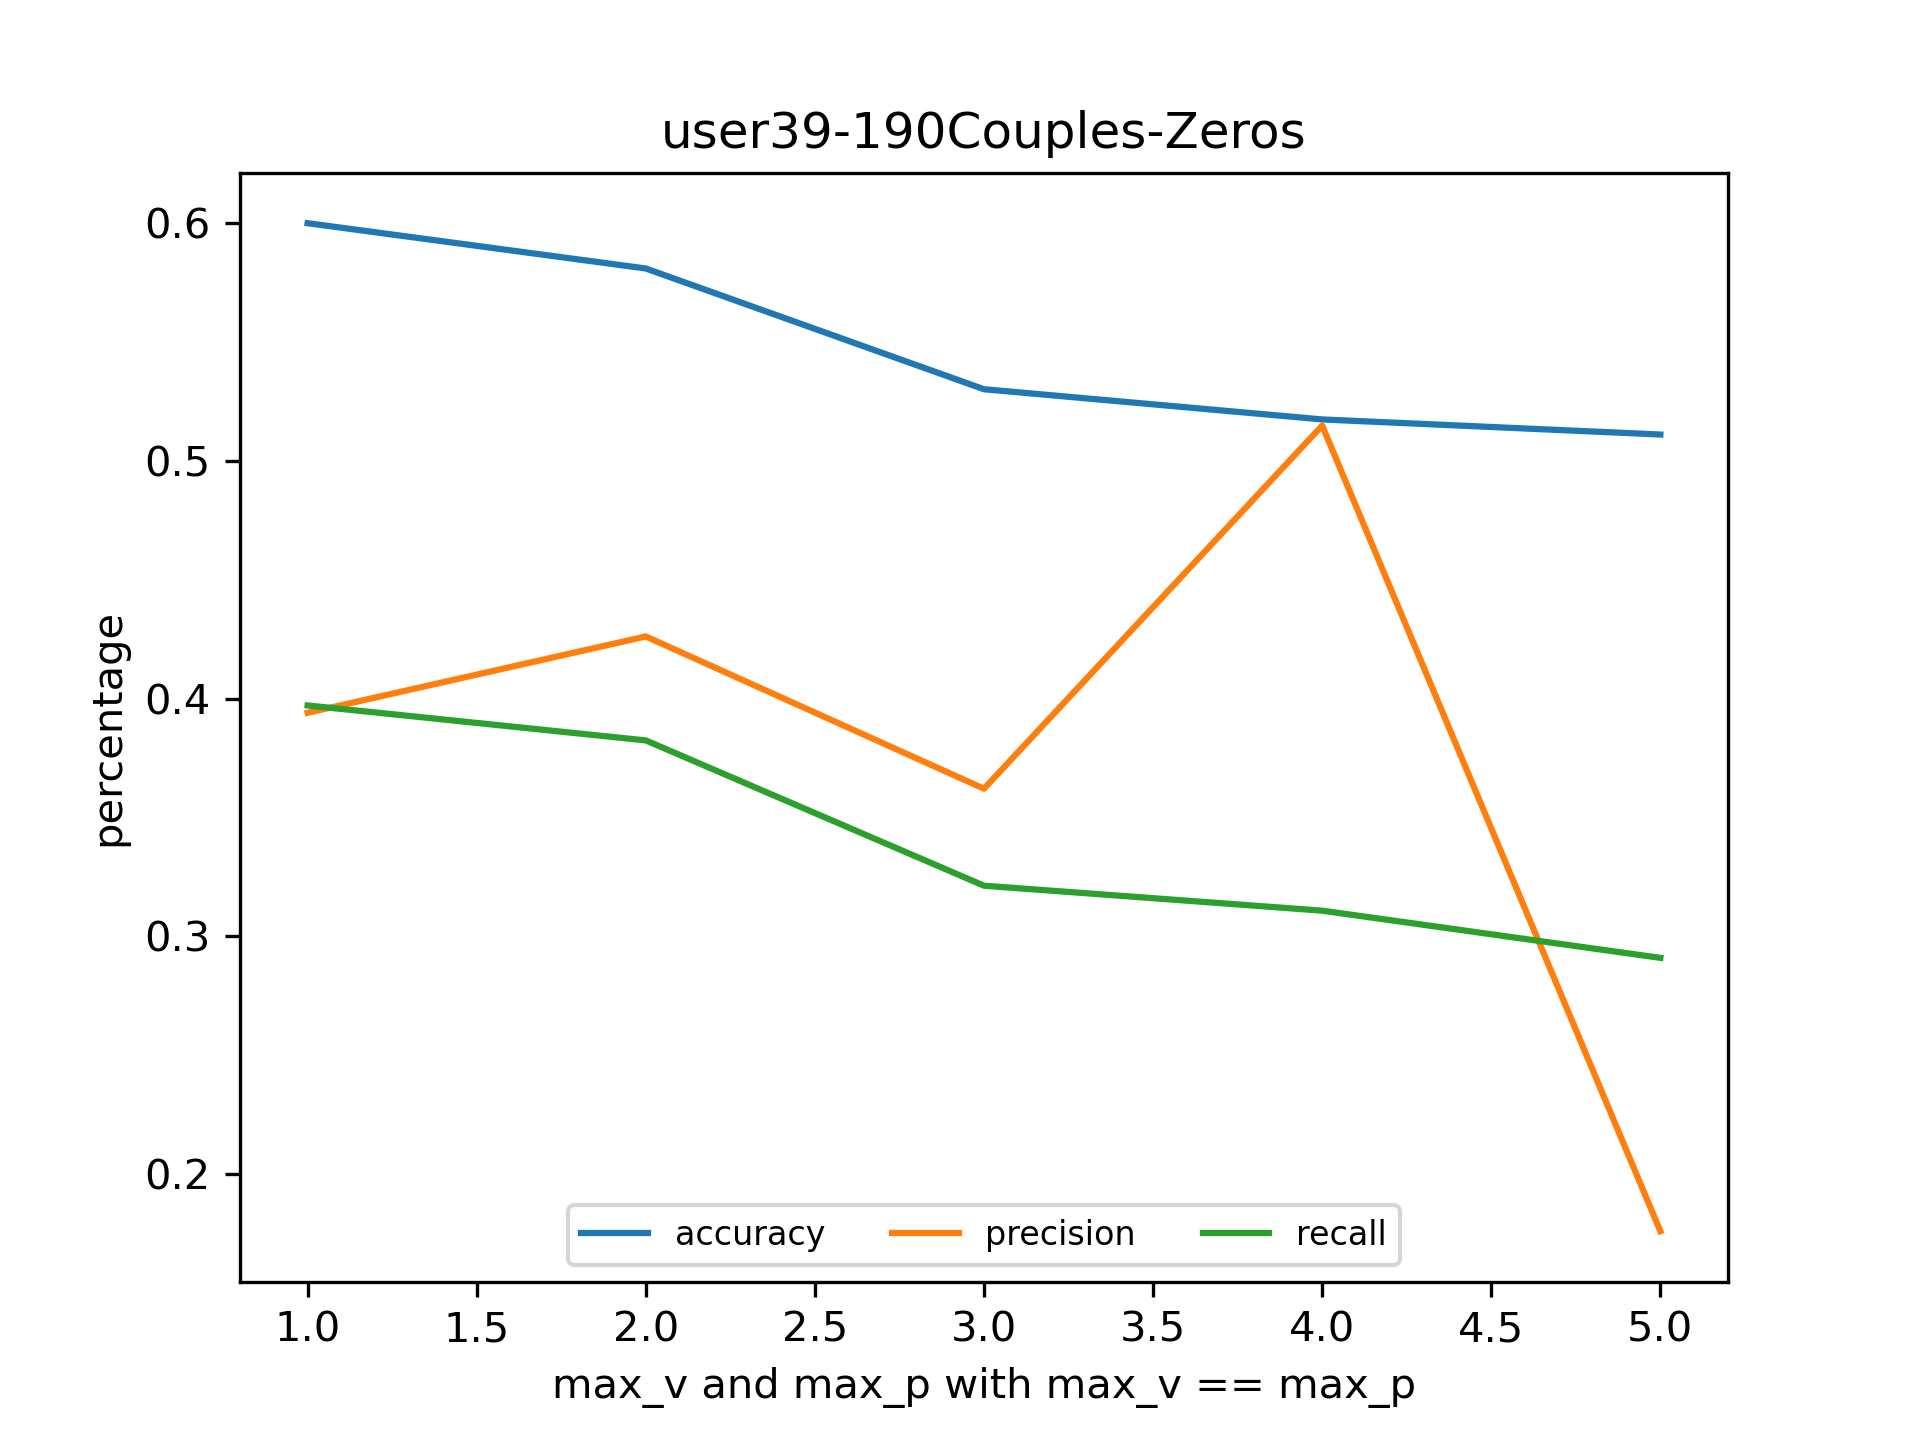 user39-190Couples-Zeros
0.6
0.5
0.4
0.3
0.2
percentage
accuracy precision recall
1.0 1.5 2.0 2.5 3.0 3.5 4.0 4.5 5.0
max_v and max_p with max_v == max_p